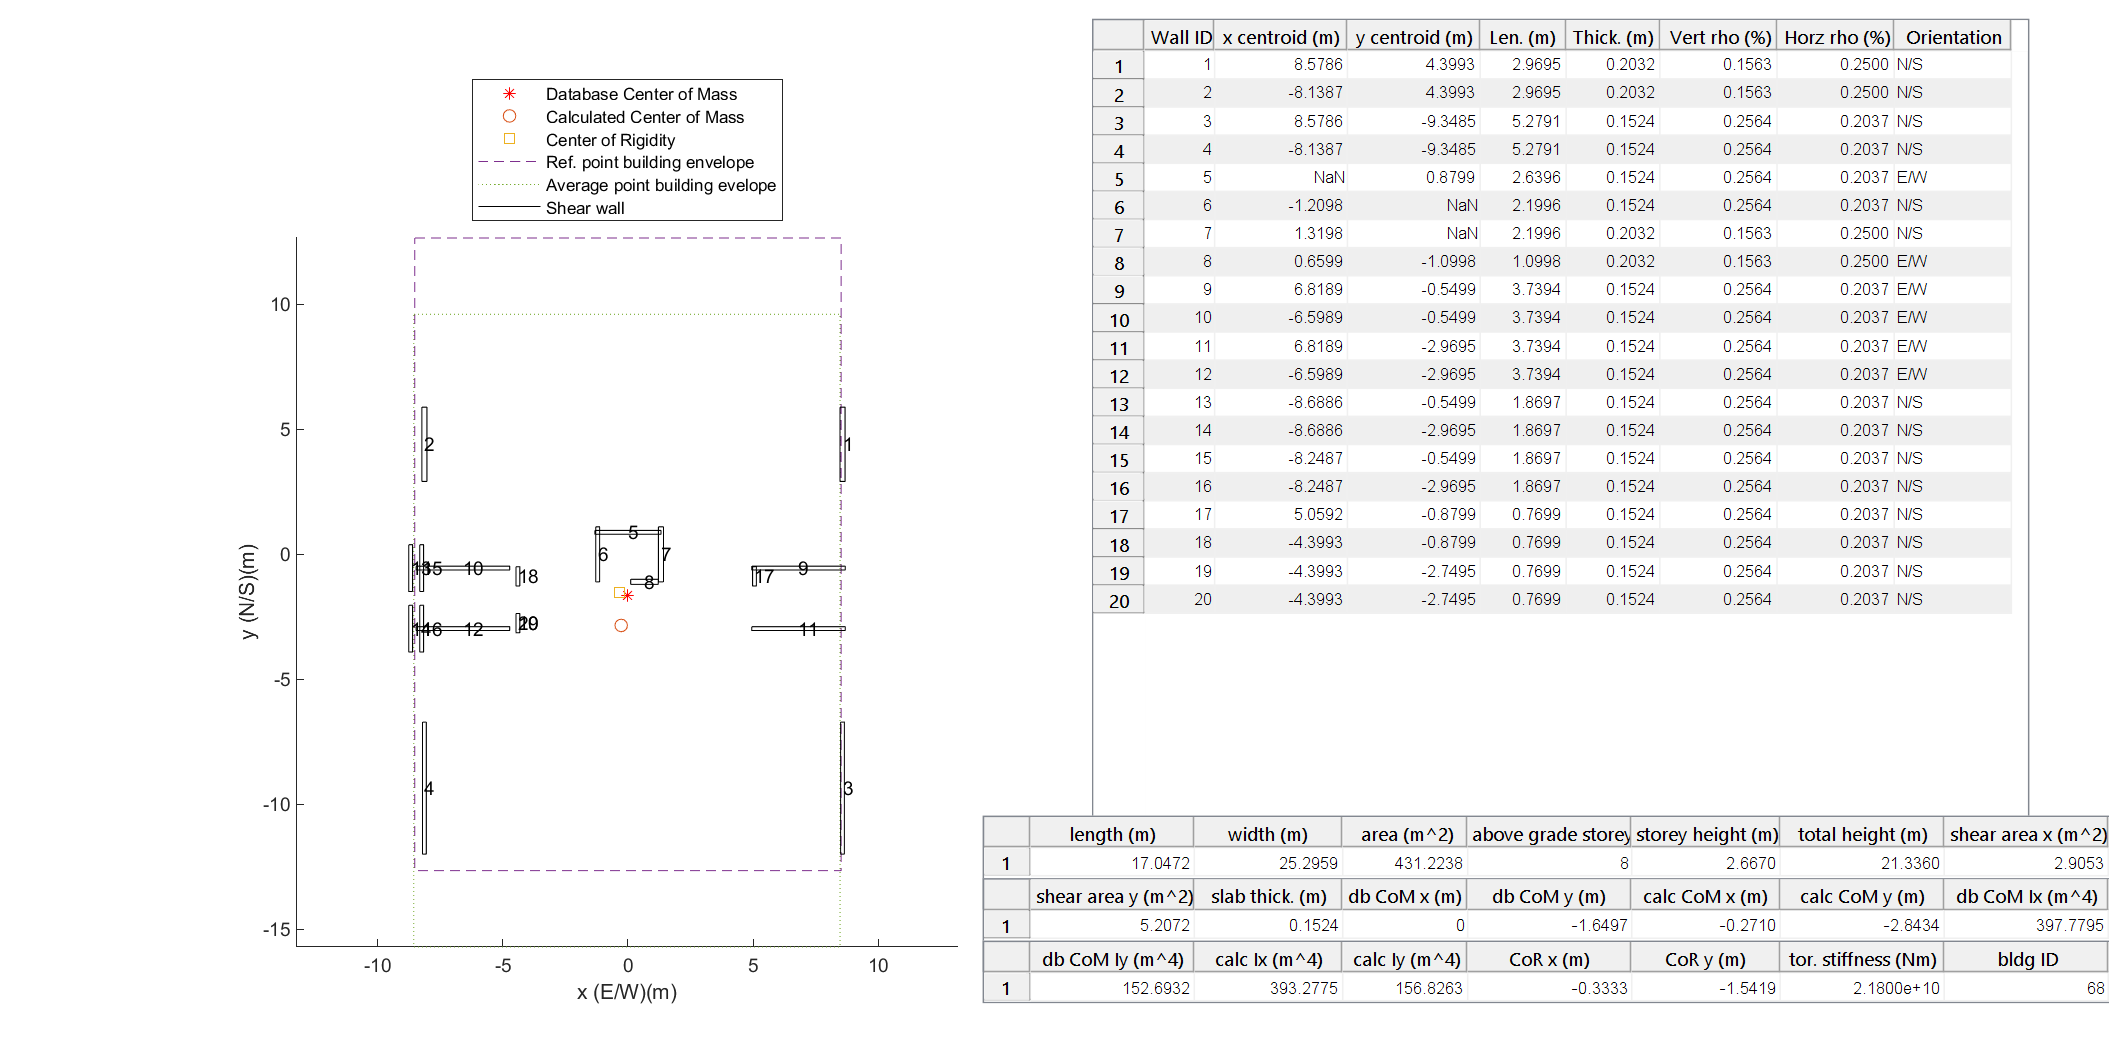 Database Center of Mass
Calculated Center of Mass
Center of Rigidity
Ref. point building envelope
Average point building evelope
Shear wall
10
5
0
-5
-10
-15
y (N/S)(m)
-10 -5 0 5 10
x (E/W)(m)
2 1
5
6 7
8
13 15 10 18 17 9
14 16 12 20 19 11
4 3
Wall ID x centroid (m) y centroid (m) Len. (m) Thick. (m) Vert rho (%) Horz rho (%) Orientation
1 1 8.5786 4.3993 2.9695 0.2032 0.1563 0.2500 N/S
2 2 -8.1387 4.3993 2.9695 0.2032 0.1563 0.2500 N/S
3 3 8.5786 -9.3485 5.2791 0.1524 0.2564 0.2037 N/S
4 4 -8.1387 -9.3485 5.2791 0.1524 0.2564 0.2037 N/S
5 5 NaN 0.8799 2.6396 0.1524 0.2564 0.2037 E/W
6 6 -1.2098 NaN 2.1996 0.1524 0.2564 0.2037 N/S
7 7 1.3198 NaN 2.1996 0.2032 0.1563 0.2500 N/S
8 8 0.6599 -1.0998 1.0998 0.2032 0.1563 0.2500 E/W
9 9 6.8189 -0.5499 3.7394 0.1524 0.2564 0.2037 E/W
10 10 -6.5989 -0.5499 3.7394 0.1524 0.2564 0.2037 E/W
11 11 6.8189 -2.9695 3.7394 0.1524 0.2564 0.2037 E/W
12 12 -6.5989 -2.9695 3.7394 0.1524 0.2564 0.2037 E/W
13 13 -8.6886 -0.5499 1.8697 0.1524 0.2564 0.2037 N/S
14 14 -8.6886 -2.9695 1.8697 0.1524 0.2564 0.2037 N/S
15 15 -8.2487 -0.5499 1.8697 0.1524 0.2564 0.2037 N/S
16 16 -8.2487 -2.9695 1.8697 0.1524 0.2564 0.2037 N/S
17 17 5.0592 -0.8799 0.7699 0.1524 0.2564 0.2037 N/S
18 18 -4.3993 -0.8799 0.7699 0.1524 0.2564 0.2037 N/S
19 19 -4.3993 -2.7495 0.7699 0.1524 0.2564 0.2037 N/S
20 20 -4.3993 -2.7495 0.7699 0.1524 0.2564 0.2037 N/S
length (m) width (m) area (m^2) above grade storey storey height (m) total height (m) shear area x (m^2)
1 17.0472 25.2959 431.2238 8 2.6670 21.3360 2.9053
shear area y (m^2) slab thick. (m) db CoM x (m) db CoM y (m) calc CoM x (m) calc CoM y (m) db CoM Ix (m^4)
1 5.2072 0.1524 0 -1.6497 -0.2710 -2.8434 397.7795
db CoM Iy (m^4) calc Ix (m^4) calc Iy (m^4) CoR x (m) CoR y (m) tor. stiffness (Nm) bldg ID
1 152.6932 393.2775 156.8263 -0.3333 -1.5419 2.1800e+10 68